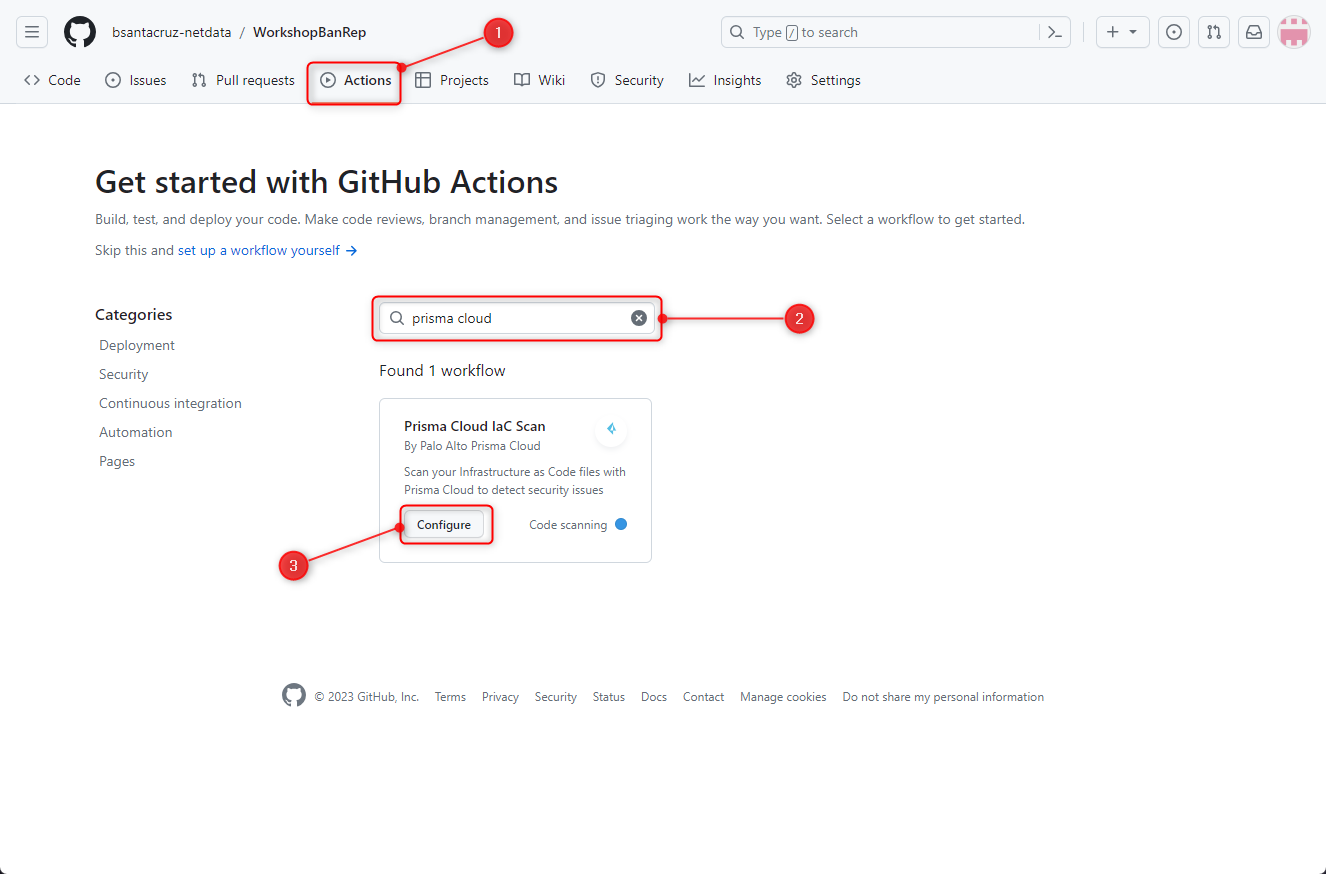 bsantacruz-netdata / WorkshopBanRep
Type / to search
1
Code Issues Pull requests Actions Projects Wiki Security Insights Settings
Get started with GitHub Actions
Build, test, and deploy your code. Make code reviews, branch management, and issue triaging work the way you want. Select a workflow to get started.
Skip this and set up a workflow yourself →
Categories
Deployment
Security
Continuous integration
Automation
Pages
prisma cloud
2
Found 1 workflow
Prisma Cloud IaC Scan
By Palo Alto Prisma Cloud
Scan your Infrastructure as Code files with
Prisma Cloud to detect security issues
Configure Code scanning
3
© 2023 GitHub, Inc. Terms Privacy Security Status Docs Contact Manage cookies Do not share my personal information